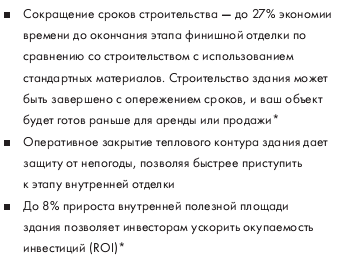 ■ Сокращение сроков строительства — до 27% экономии
времени до окончания этапа финишной отделки по
сравнению со строительством с использованием
стандартных материалов. Строительство здания может
быть завершено с опережением сроков, и ваш объект
будет готов раньше для аренды или продажи*
■ Оперативное закрытие теплового контура здания дает
защиту от непогоды, позволяя быстрее приступить
к этапу внутренней отделки
■ До 8% прироста внутренней полезной площади
здания позволяет инвесторам ускорить окупаемость
инвестиций (ROI)*